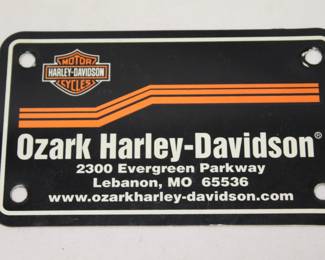 MOTOR
HARLEY-DAVIDSON
CYCLES
Ozark Harley-Davidson®
2300 Evergreen Parkway
Lebanon, MO 65536
www.ozarkharley-davidson.com